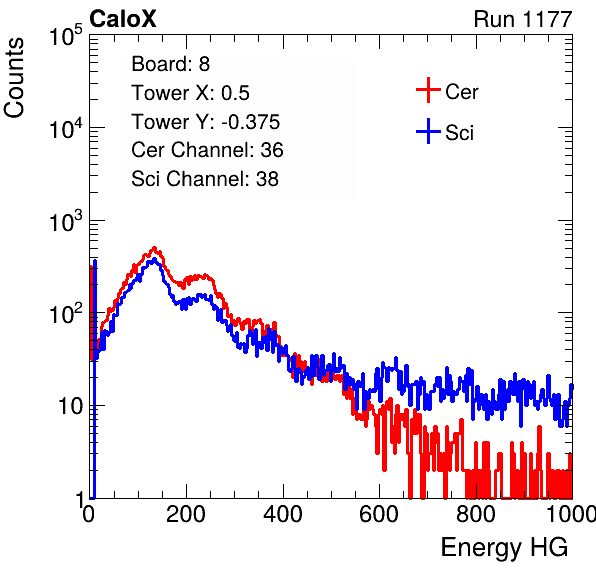 CaloX Run 1177
Counts
10^5
10^4
10^3
10^2
10
1
Board: 8
Tower X: 0.5
Tower Y: -0.375
Cer Channel: 36
Sci Channel: 38
Cer
Sci
0 200 400 600 800 1000
Energy HG